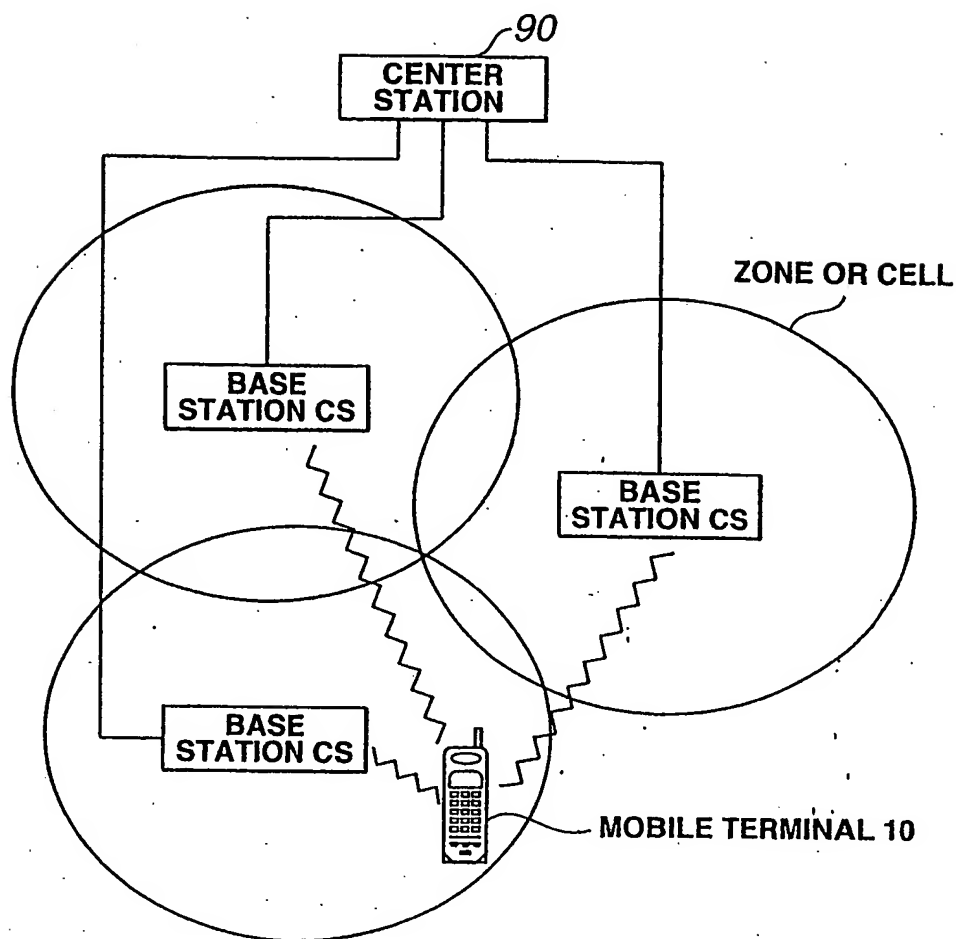 90
CENTER
STATION
ZONE OR CELL
BASE
STATION CS
BASE
STATION CS
BASE
STATION CS
MOBILE TERMINAL 10